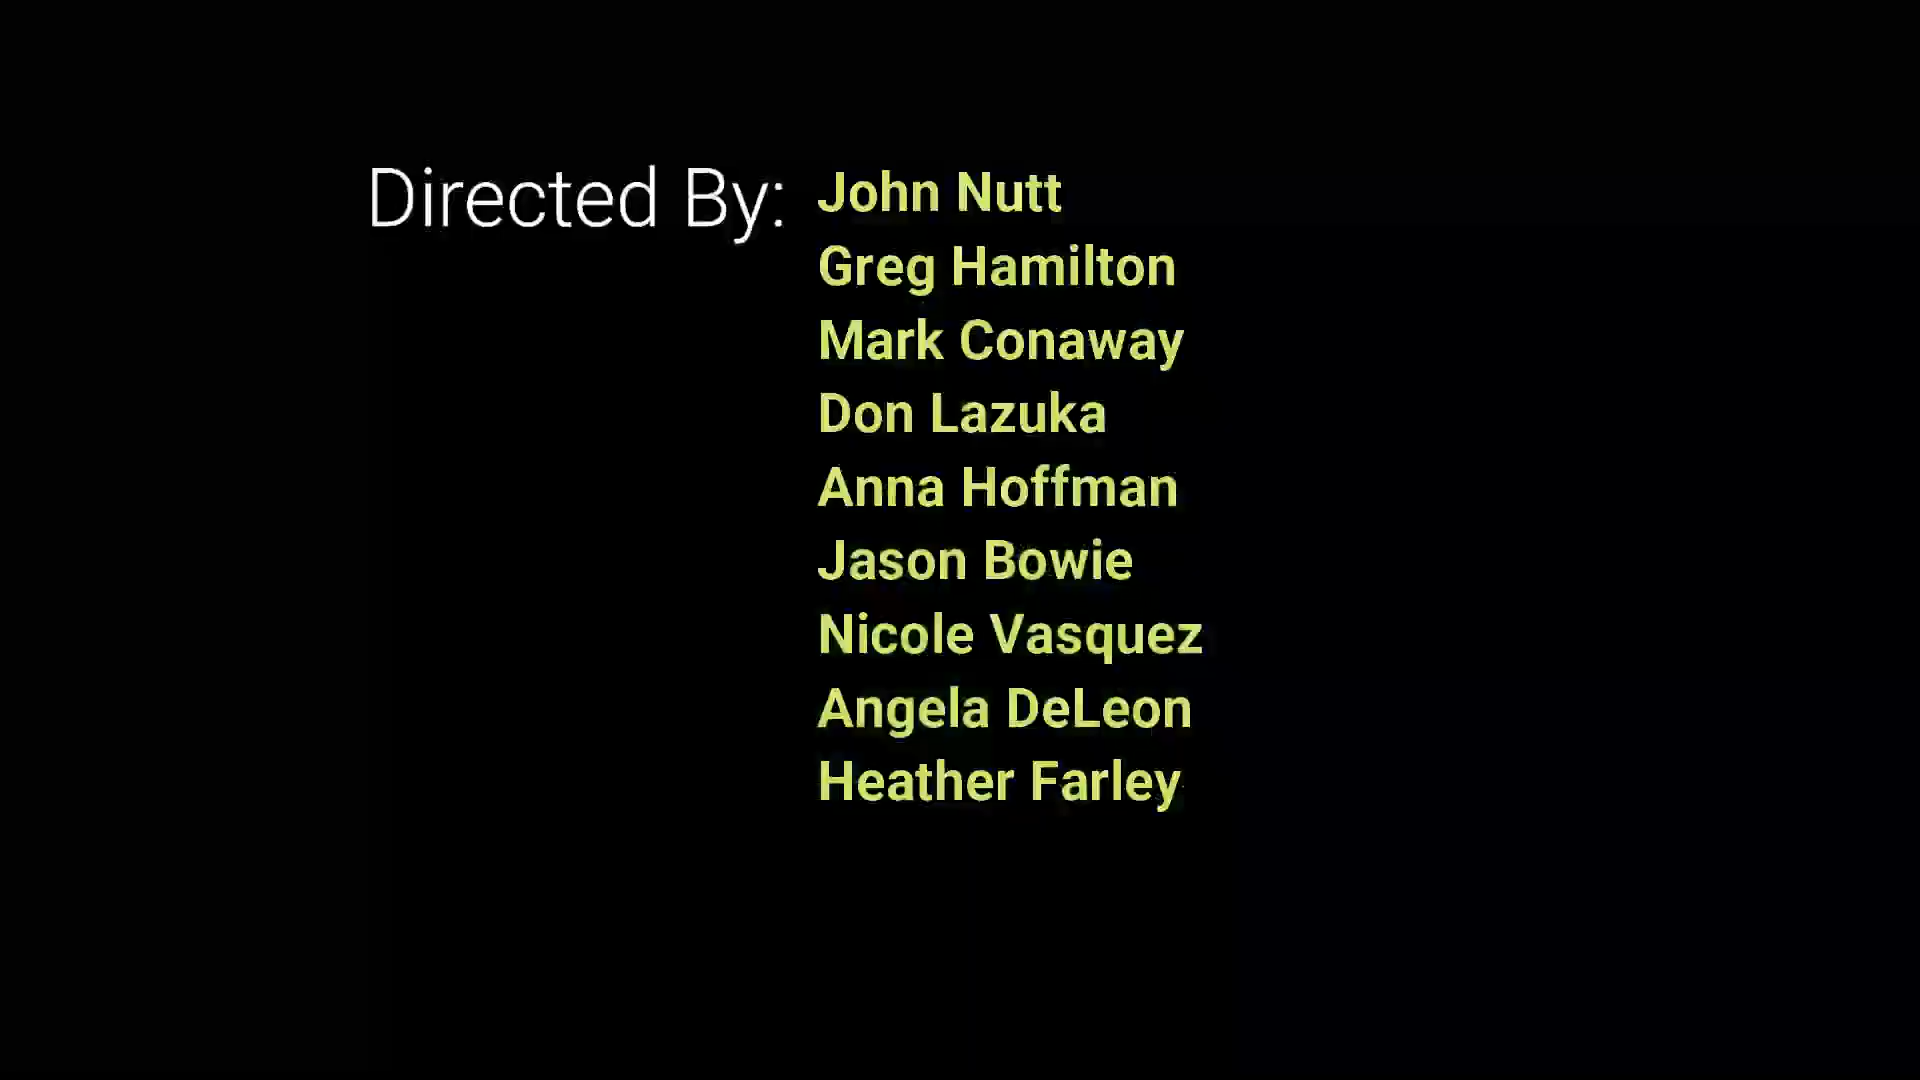 Directed By: John Nutt
Greg Hamilton
Mark Conaway
Don Lazuka
Anna Hoffman
Jason Bowie
Nicole Vasquez
Angela DeLeon
Heather Farley